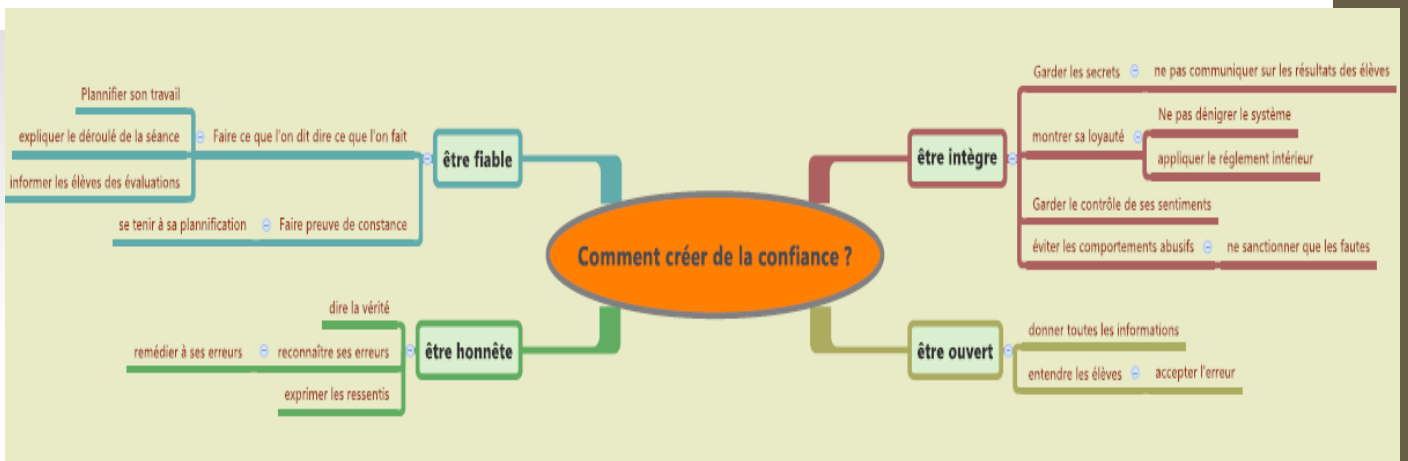 Comment créer de la confiance ?
être fiable
Faire ce que l'on dit dire ce que l'on fait
Plannifier son travail
expliquer le déroulé de la séance
informer les élèves des évaluations
Faire preuve de constance
se tenir à sa plannification
être honnête
dire la vérité
reconnaître ses erreurs
remédier à ses erreurs
exprimer les ressentis
être intègre
Garder les secrets
ne pas communiquer sur les résultats des élèves
montrer sa loyauté
Ne pas dénigrer le système
appliquer le réglement intérieur
Garder le contrôle de ses sentiments
éviter les comportements abusifs
ne sanctionner que les fautes
être ouvert
donner toutes les informations
entendre les élèves
accepter l'erreur